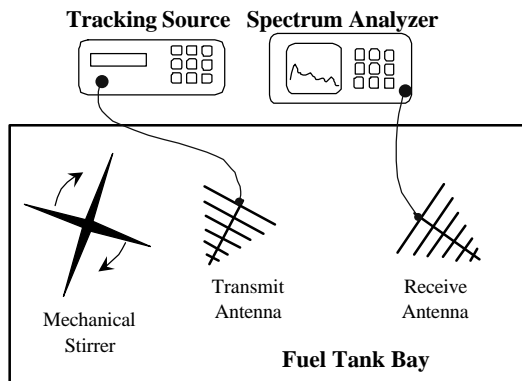 Tracking Source
Spectrum Analyzer
Transmit
Antenna
Receive
Antenna
Mechanical
Stirrer
Fuel Tank Bay